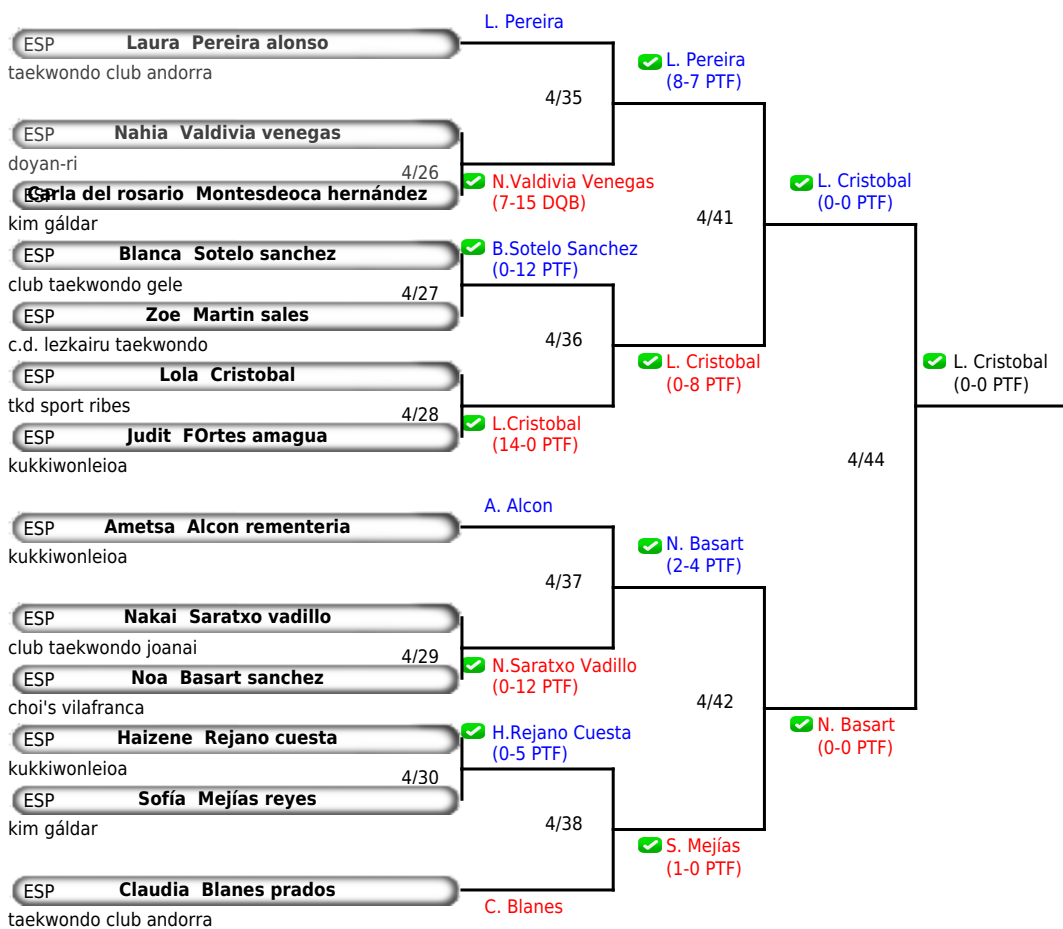 L. Pereira
ESP Laura Pereira alonso
taekwondo club andorra
L. Pereira
(8-7 PTF)
4/35
ESP Nahia Valdivia venegas
doyan-ri
4/26
ESP Carla del rosario Montesdeoca hernández
kim gáldar
N.Valdivia Venegas
(7-15 DQB)
L. Cristobal
(0-0 PTF)
4/41
ESP Blanca Sotelo sanchez
club taekwondo gele
B.Sotelo Sanchez
(0-12 PTF)
4/27
ESP Zoe Martin sales
c.d. lezkairu taekwondo
4/36
L. Cristobal
(0-8 PTF)
L. Cristobal
(0-0 PTF)
ESP Lola Cristobal
tkd sport ribes
4/28
L.Cristobal
(14-0 PTF)
ESP Judit FOrtes amagua
kukkiwonleioa
4/44
A. Alcon
ESP Ametsa Alcon rementeria
kukkiwonleioa
N. Basart
(2-4 PTF)
4/37
ESP Nakai Saratxo vadillo
club taekwondo joanai
4/29
N.Saratxo Vadillo
(0-12 PTF)
ESP Noa Basart sanchez
choi's vilafranca
4/42
N. Basart
(0-0 PTF)
ESP Haizene Rejano cuesta
kukkiwonleioa
H.Rejano Cuesta
(0-5 PTF)
4/30
ESP Sofía Mejías reyes
kim gáldar
4/38
S. Mejías
(1-0 PTF)
ESP Claudia Blanes prados
taekwondo club andorra
C. Blanes